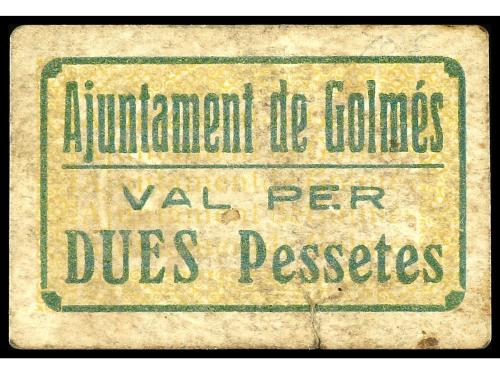 Ajuntament de Golmés
VAL PER
DUES Pessetes